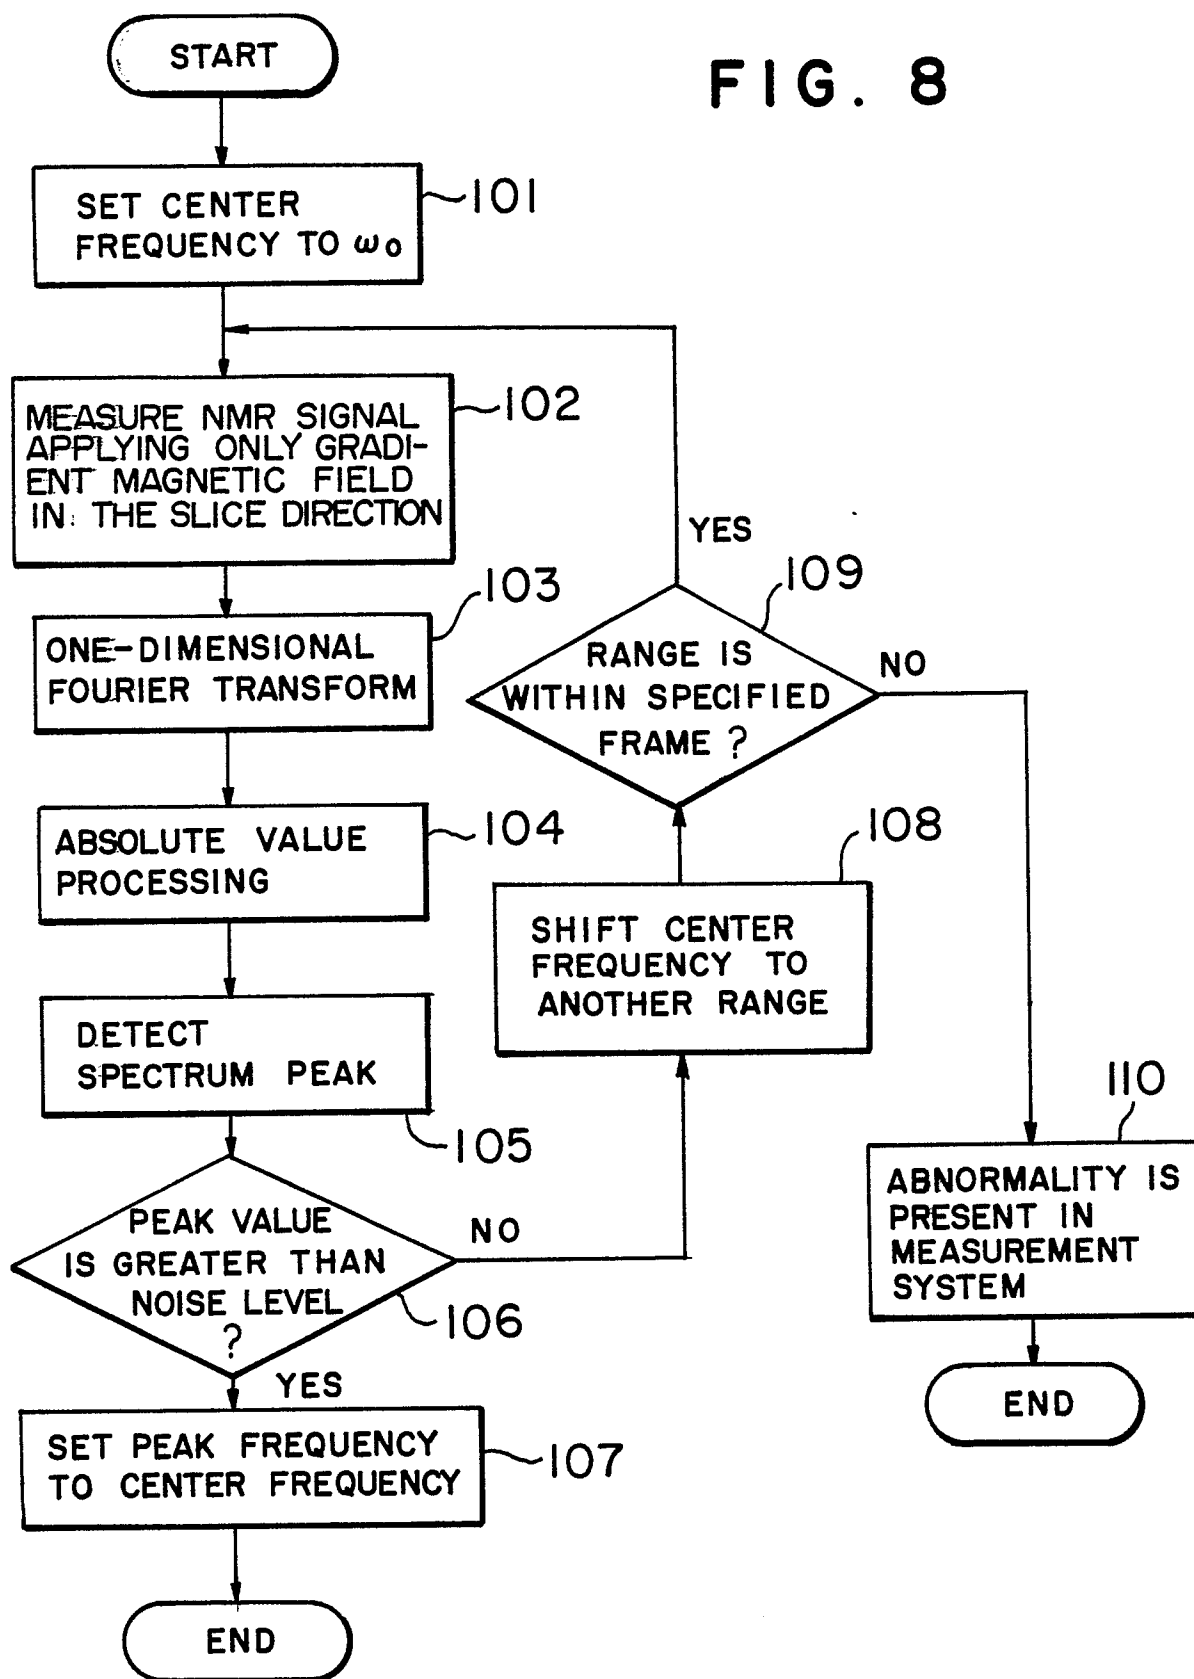 START
FIG. 8
SET CENTER
FREQUENCY TO ω₀
101
MEASURE NMR SIGNAL
APPLYING ONLY GRADI-
ENT MAGNETIC FIELD
IN THE SLICE DIRECTION
102
ONE-DIMENSIONAL
FOURIER TRANSFORM
103
ABSOLUTE VALUE
PROCESSING
104
DETECT
SPECTRUM PEAK
105
PEAK VALUE
IS GREATER THAN
NOISE LEVEL
?
106
NO
YES
SET PEAK FREQUENCY
TO CENTER FREQUENCY
107
END
SHIFT CENTER
FREQUENCY TO
ANOTHER RANGE
108
RANGE IS
WITHIN SPECIFIED
FRAME ?
109
YES
NO
ABNORMALITY IS
PRESENT IN
MEASUREMENT
SYSTEM
110
END